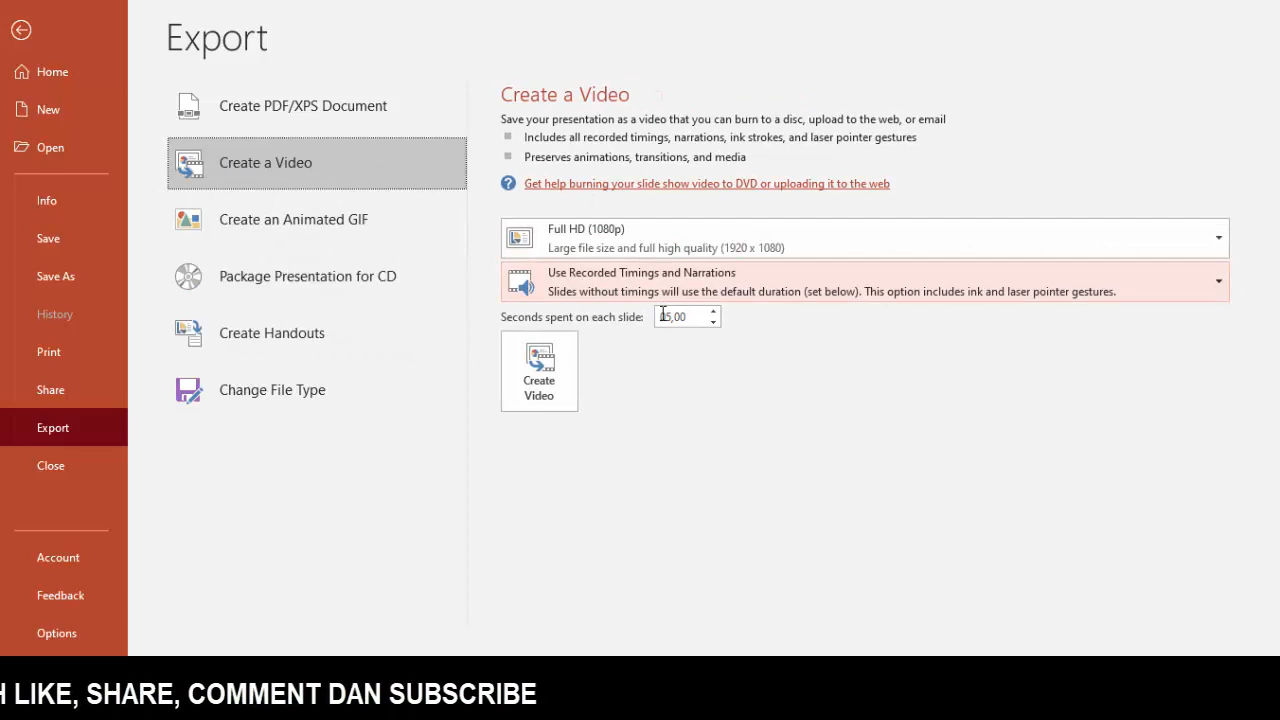 Export
Home
New
Open
Info
Save
Save As
History
Print
Share
Export
Close
Account
Feedback
Options
Create PDF/XPS Document
Create a Video
Create an Animated GIF
Package Presentation for CD
Create Handouts
Change File Type
Create a Video
Save your presentation as a video that you can burn to a disc, upload to the web, or email
Includes all recorded timings, narrations, ink strokes, and laser pointer gestures
Preserves animations, transitions, and media
Get help burning your slide show video to DVD or uploading it to the web
Full HD (1080p)
Large file size and full high quality (1920 x 1080)
Use Recorded Timings and Narrations
Slides without timings will use the default duration (set below). This option includes ink and laser pointer gestures.
Seconds spent on each slide: 05,00
Create
Video
H LIKE, SHARE, COMMENT DAN SUBSCRIBE